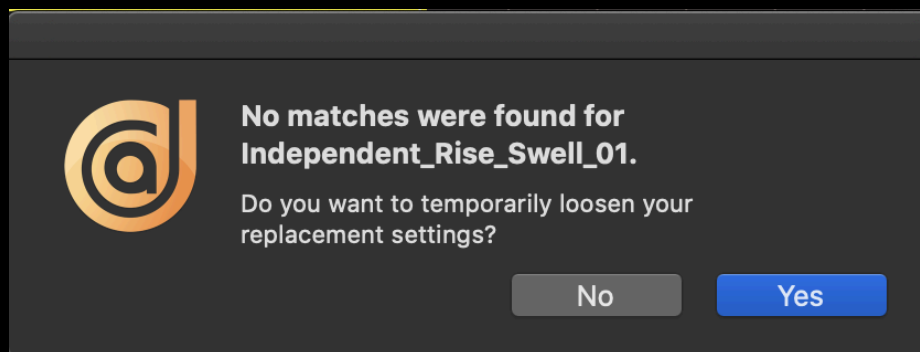 No matches were found for
Independent_Rise_Swell_01.
Do you want to temporarily loosen your
replacement settings?
No
Yes